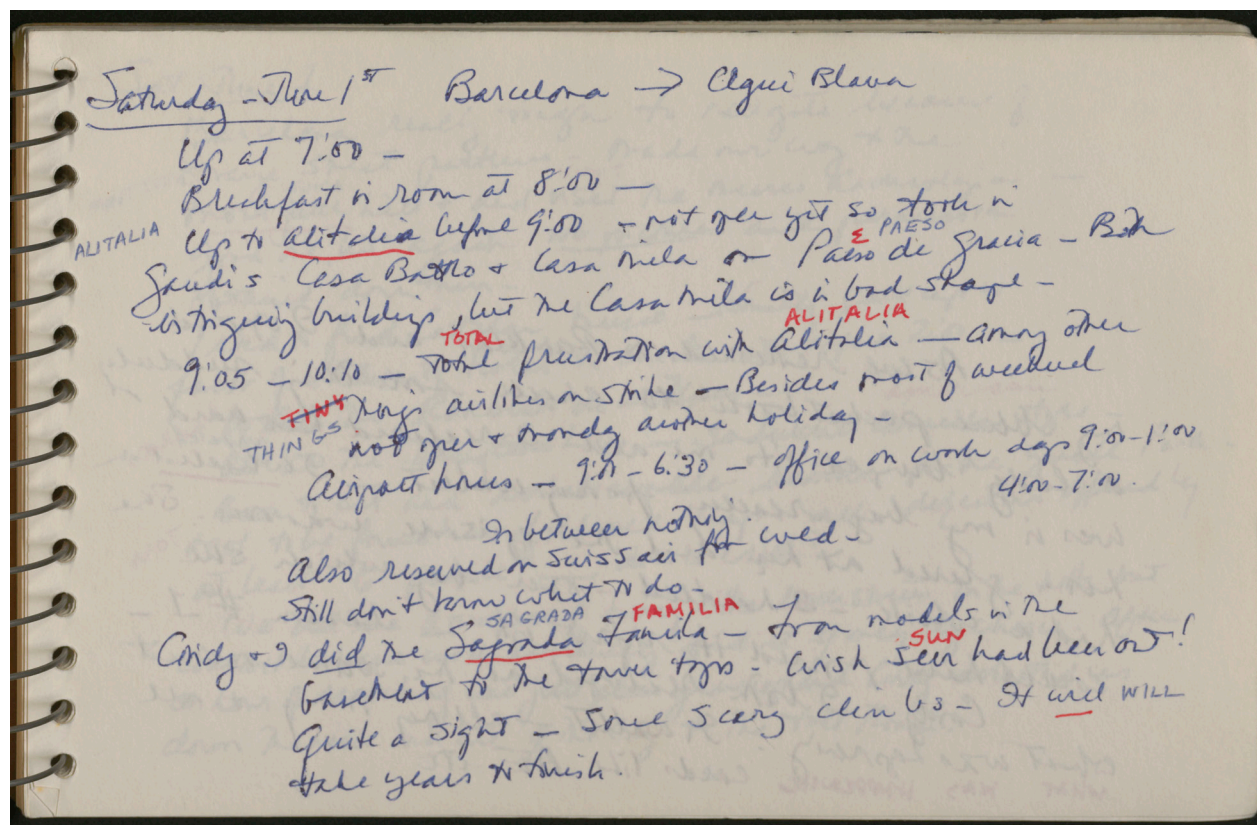 Saturday - June 1ST Barcelona → Aqui Blava
Up at 7:00 -
Breakfast in room at 8:00 -
Up to Alitalia before 9:00 - not open yet so took in
ALITALIA
Σ PAESO
Gaudi's Casa Batllo + Casa Mila on Paeso de Gracia - Both
intriguing buildings, but the Casa Mila is in bad shape -
TOTAL ALITALIA
9:05 - 10:10 - Total frustration with Alitalia - among other
TINY things airlines on strike - Besides most of weekend
THINGS not open + Monday another holiday -
Airport hours - 9:00 - 6:30 - office on work days 9:00-1:00
4:00-7:00.
In between nothing.
Also reserved on Swissair for Wed -
Still don't know what to do -
SAGRADA FAMILIA
Cindy + I did the Sagrada Familia - from models in the
SUN
basement to the tower tops - Wish sun had been out!
Quite a sight - Some scary climbs - It will WILL
take years to finish.